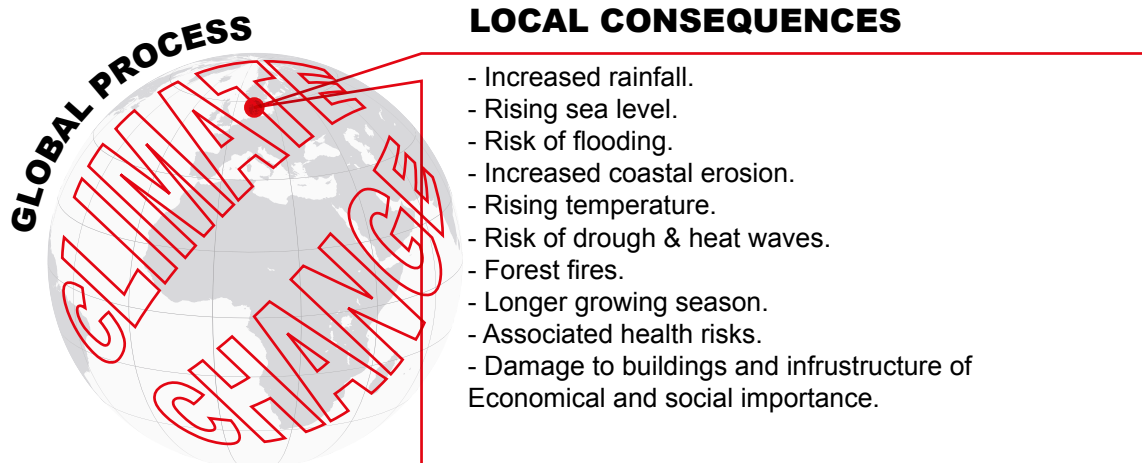 GLOBAL PROCESS
CLIMATE
CHANGE
LOCAL CONSEQUENCES
- Increased rainfall.
- Rising sea level.
- Risk of flooding.
- Increased coastal erosion.
- Rising temperature.
- Risk of drough & heat waves.
- Forest fires.
- Longer growing season.
- Associated health risks.
- Damage to buildings and infrustructure of
Economical and social importance.